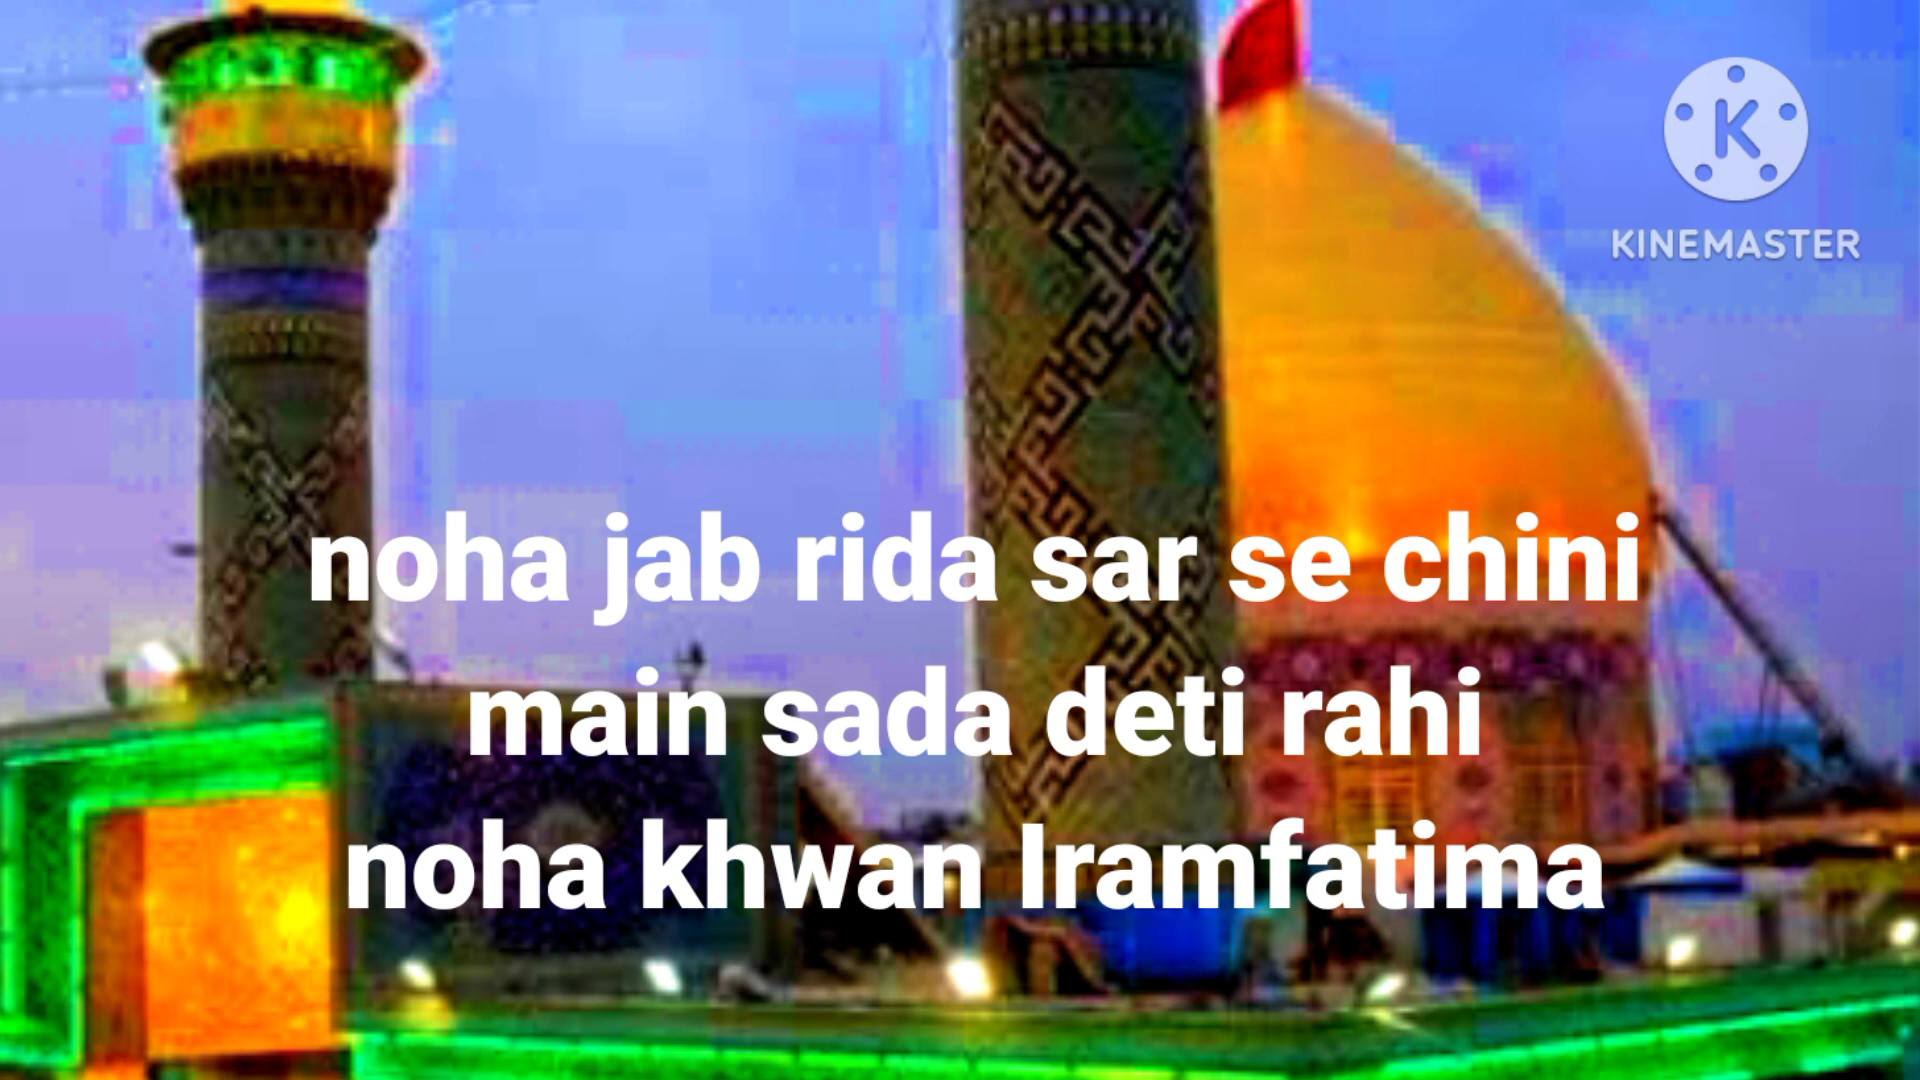 KINEMASTER
noha jab rida sar se chini
main sada deti rahi
noha khwan Iramfatima